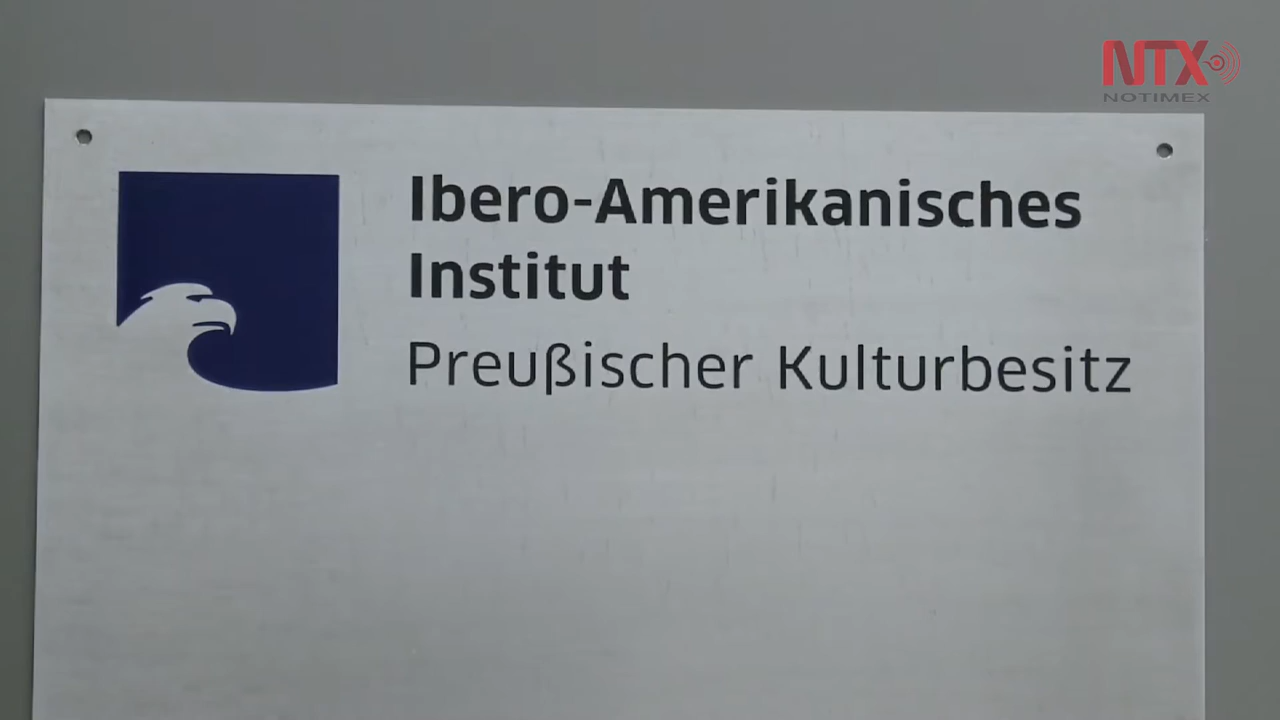 NTX
NOTIMEX
Ibero-Amerikanisches
Institut
Preußischer Kulturbesitz